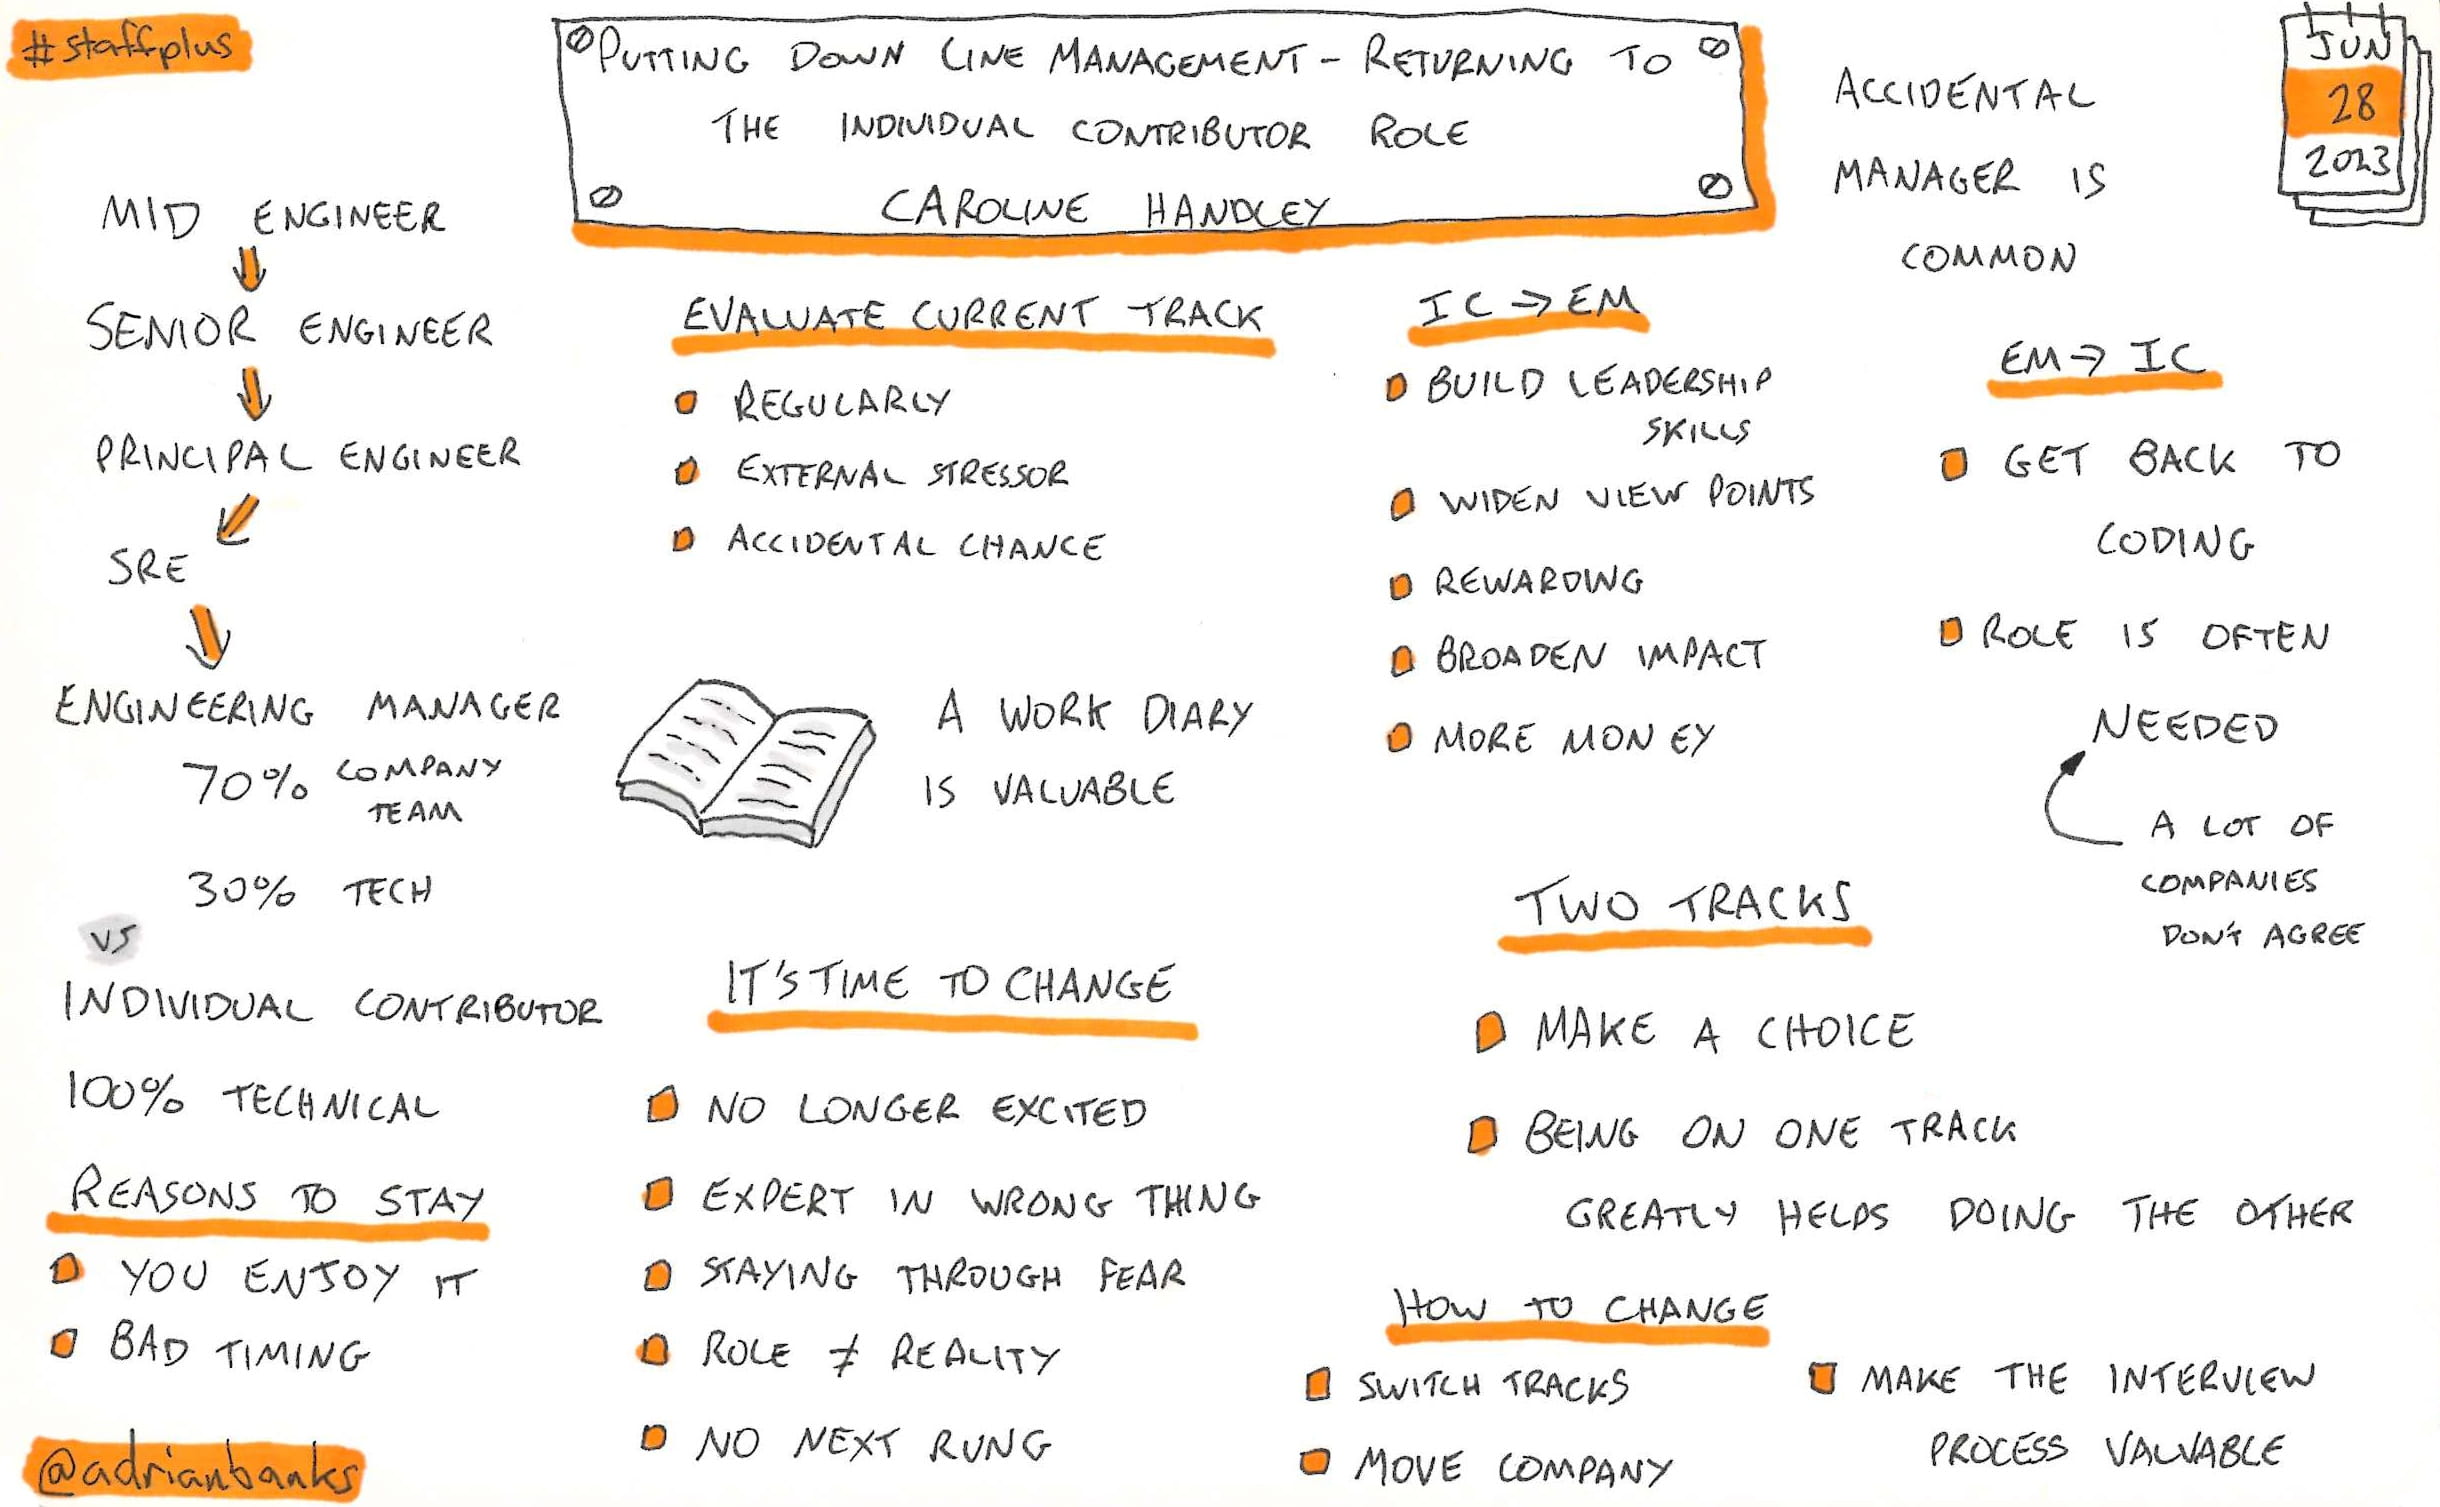 #staffplus
PUTTING DOWN LINE MANAGEMENT - RETURNING TO
THE INDIVIDUAL CONTRIBUTOR ROLE
CAROLINE HANDLEY
JUN
28
2023
ACCIDENTAL
MANAGER IS
COMMON
MID ENGINEER
SENIOR ENGINEER
PRINCIPAL ENGINEER
SRE
ENGINEERING MANAGER
70% COMPANY
TEAM
30% TECH
VS
INDIVIDUAL CONTRIBUTOR
100% TECHNICAL
REASONS TO STAY
YOU ENJOY IT
BAD TIMING
@adrianbanks
EVALUATE CURRENT TRACK
REGULARLY
EXTERNAL STRESSOR
ACCIDENTAL CHANCE
A WORK DIARY
IS VALUABLE
IT'S TIME TO CHANGE
NO LONGER EXCITED
EXPERT IN WRONG THING
STAYING THROUGH FEAR
ROLE ≠ REALITY
NO NEXT RUNG
IC → EM
BUILD LEADERSHIP
SKILLS
WIDEN VIEW POINTS
REWARDING
BROADEN IMPACT
MORE MONEY
EM → IC
GET BACK TO
CODING
ROLE IS OFTEN
NEEDED
A LOT OF
COMPANIES
DON'T AGREE
TWO TRACKS
MAKE A CHOICE
BEING ON ONE TRACK
GREATLY HELPS DOING THE OTHER
HOW TO CHANGE
SWITCH TRACKS
MOVE COMPANY
MAKE THE INTERVIEW
PROCESS VALUABLE